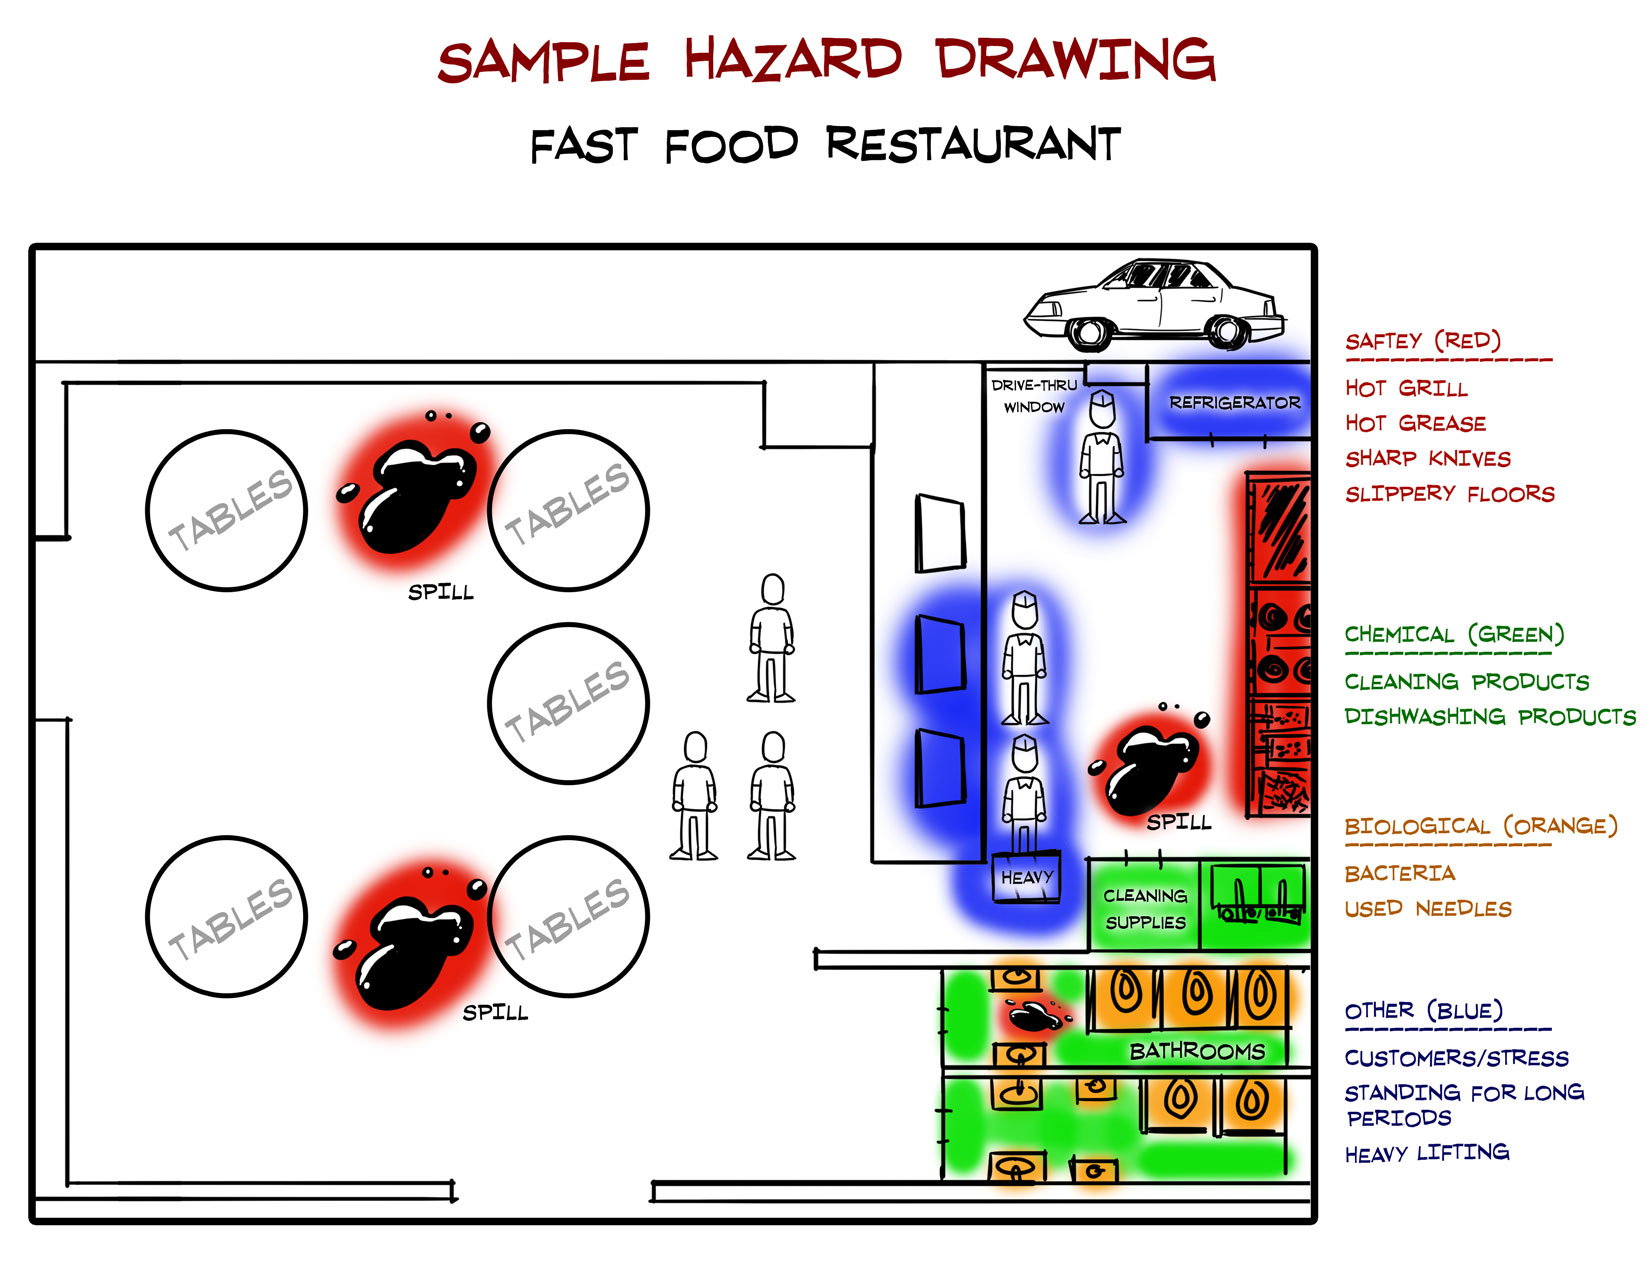 SAMPLE HAZARD DRAWING
FAST FOOD RESTAURANT
DRIVE-THRU
WINDOW
REFRIGERATOR
TABLES
TABLES
SPILL
TABLES
SPILL
HEAVY
CLEANING
SUPPLIES
TABLES
TABLES
SPILL
BATHROOMS
SAFTEY (RED)
HOT GRILL
HOT GREASE
SHARP KNIVES
SLIPPERY FLOORS
CHEMICAL (GREEN)
CLEANING PRODUCTS
DISHWASHING PRODUCTS
BIOLOGICAL (ORANGE)
BACTERIA
USED NEEDLES
OTHER (BLUE)
CUSTOMERS/STRESS
STANDING FOR LONG
PERIODS
HEAVY LIFTING